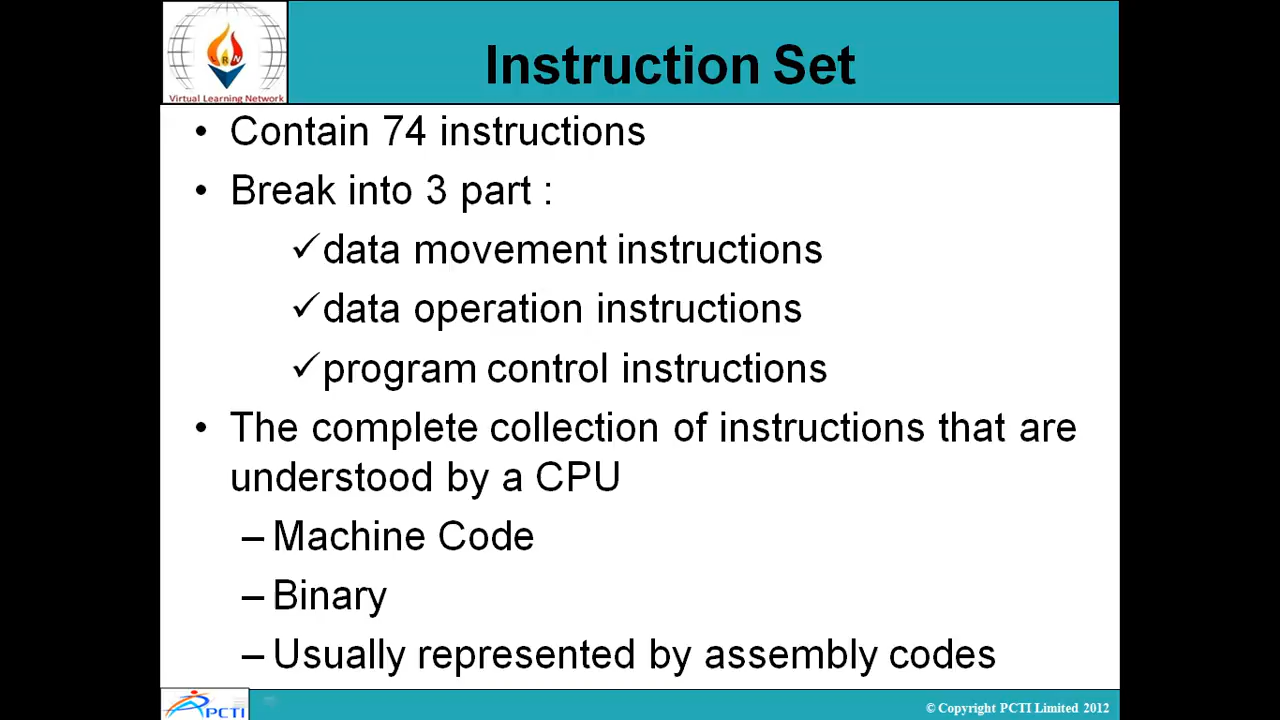 LRN
Virtual Learning Network
Instruction Set
• Contain 74 instructions
• Break into 3 part :
✓data movement instructions
✓data operation instructions
✓program control instructions
• The complete collection of instructions that are
understood by a CPU
– Machine Code
– Binary
– Usually represented by assembly codes
PCTI
© Copyright PCTI Limited 2012